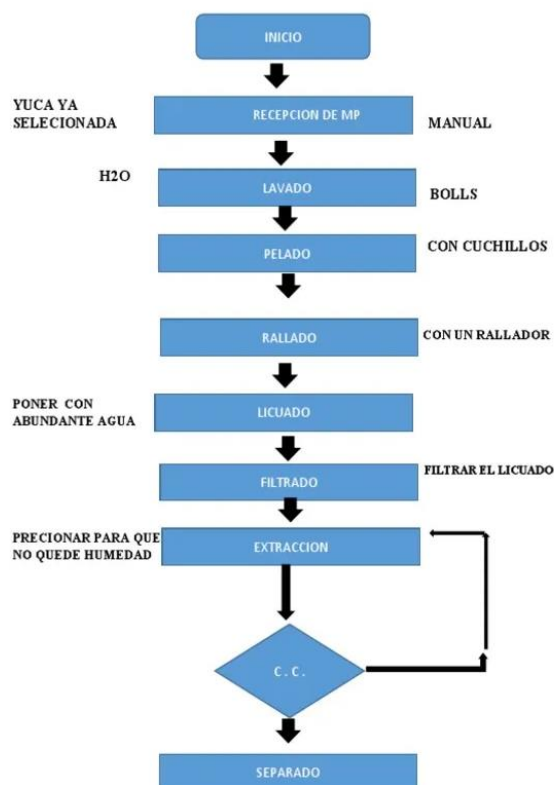 INICIO
YUCA YA
SELECIONADA
RECEPCION DE MP
MANUAL
H2O
LAVADO
BOLLS
PELADO
CON CUCHILLOS
RALLADO
CON UN RALLADOR
PONER CON
ABUNDANTE AGUA
LICUADO
FILTRADO
FILTRAR EL LICUADO
PRECIONAR PARA QUE
NO QUEDE HUMEDAD
EXTRACCION
C . C .
SEPARADO